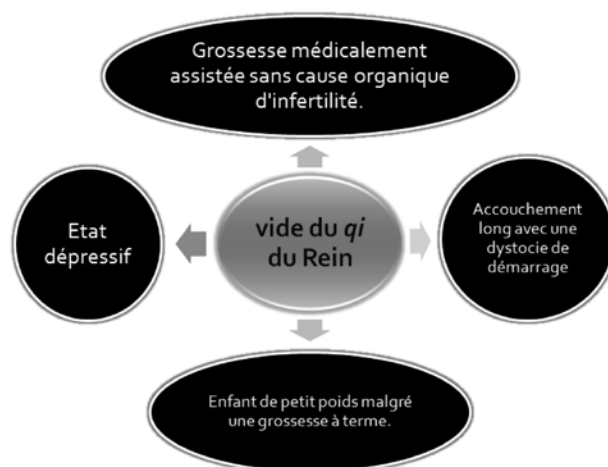 Grossesse médicalement
assistée sans cause organique
d'infertilité.
Etat
dépressif
vide du qi
du Rein
Accouchement
long avec une
dystocie de
démarrage
Enfant de petit poids malgré
une grossesse à terme.